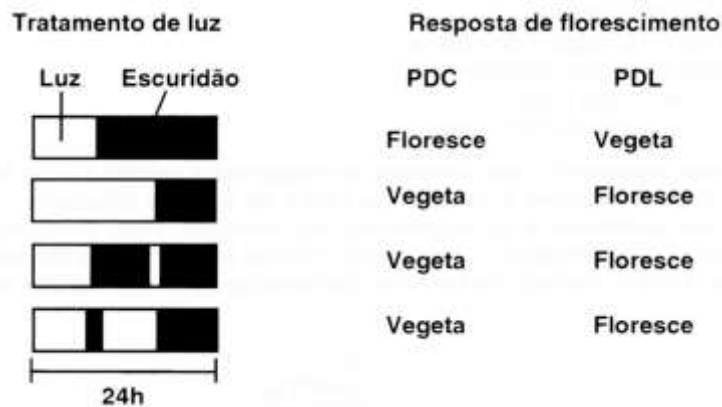 Tratamento de luz Resposta de florescimento
Luz Escuridão PDC PDL
Floresce Vegeta
Vegeta Floresce
Vegeta Floresce
Vegeta Floresce
24h